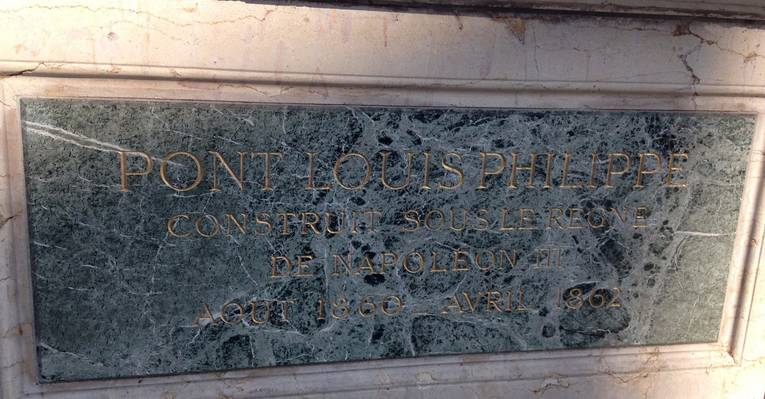 PONT LOUIS PHILIPPE
CONSTRUIT SOUS LE REGNE
DE NAPOLEON III
AOUT 1860 _ AVRIL 1862